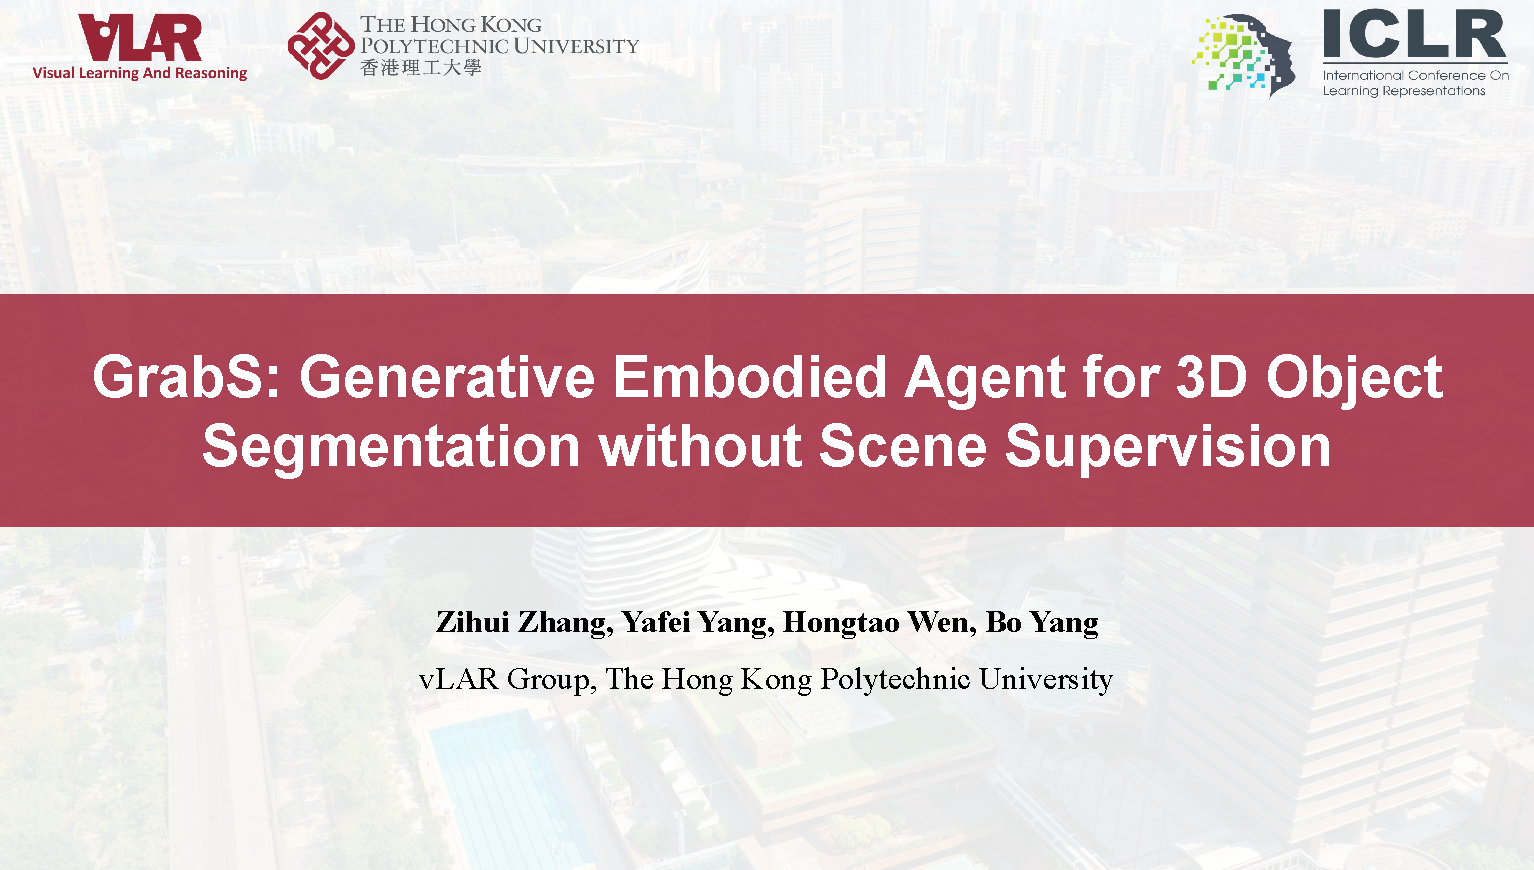 vLAR
Visual Learning And Reasoning
THE HONG KONG
POLYTECHNIC UNIVERSITY
香港理工大學
ICLR
International Conference On
Learning Representations
GrabS: Generative Embodied Agent for 3D Object
Segmentation without Scene Supervision
Zihui Zhang, Yafei Yang, Hongtao Wen, Bo Yang
vLAR Group, The Hong Kong Polytechnic University